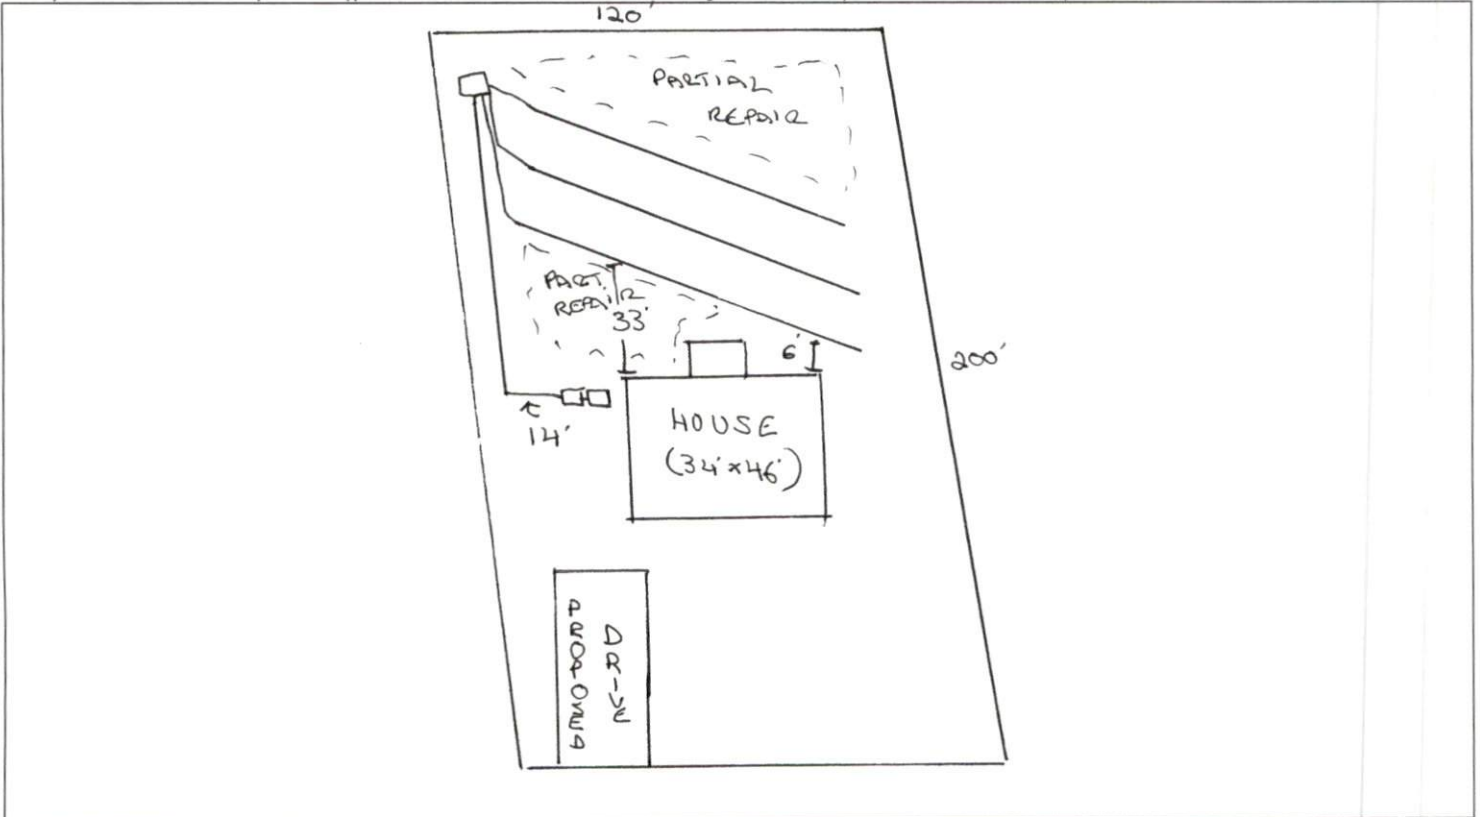 120'
PARTIAL
REPAIR
PART.
REPAIR
33'
6'
200'
14'
HOUSE
(34'x46')
PROPOSED
DRIVE